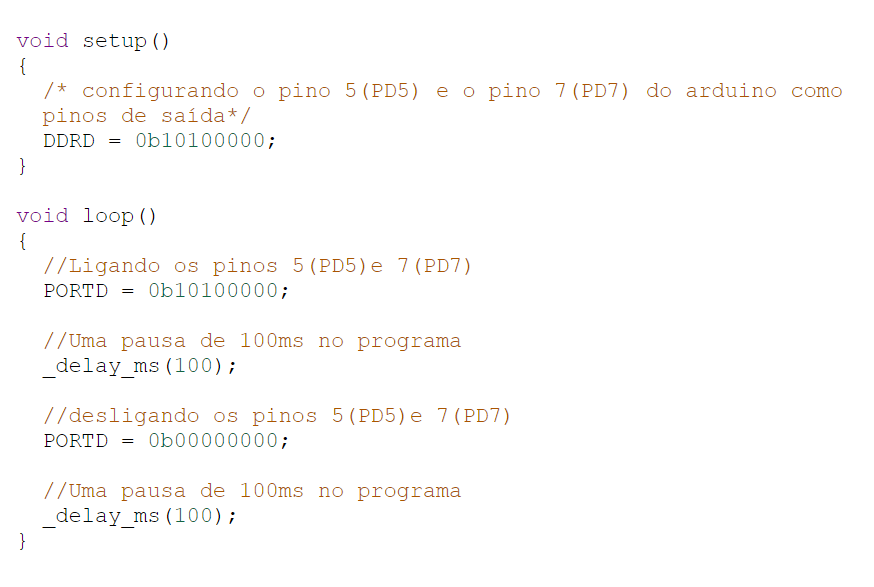 void setup()
{
  /* configurando o pino 5(PD5) e o pino 7(PD7) do arduino como
  pinos de saída*/
  DDRD = 0b10100000;
}

void loop()
{
  //Ligando os pinos 5(PD5)e 7(PD7)
  PORTD = 0b10100000;

  //Uma pausa de 100ms no programa
  _delay_ms(100);

  //desligando os pinos 5(PD5)e 7(PD7)
  PORTD = 0b00000000;

  //Uma pausa de 100ms no programa
  _delay_ms(100);
}